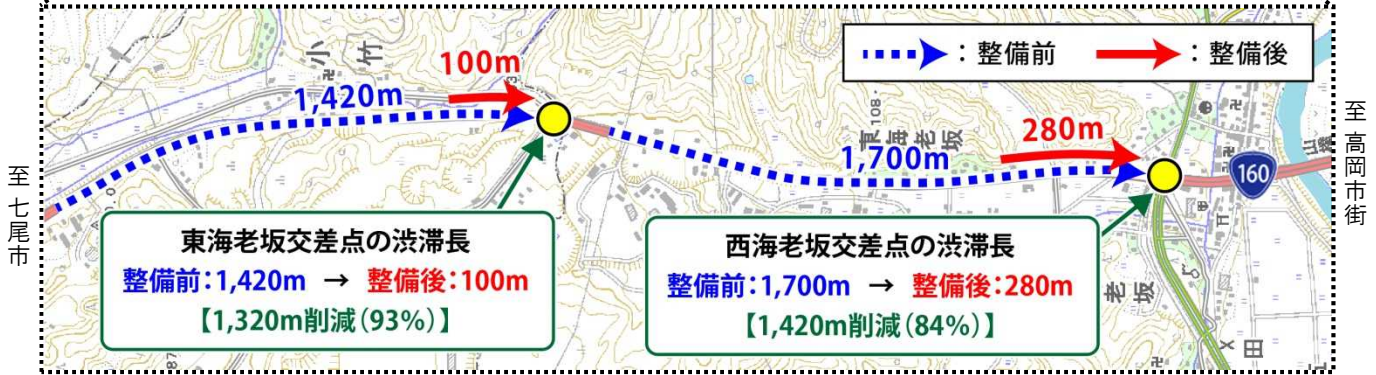 ：整備前
：整備後
小竹
100m
1,420m
108
東海老坂
280m
1,700m
山橋
160
至 高岡市街
至 七尾市
東海老坂交差点の渋滞長
整備前：1,420m → 整備後：100m
【1,320m削減（93％）】
西海老坂交差点の渋滞長
整備前：1,700m → 整備後：280m
【1,420m削減（84％）】
老坂
田